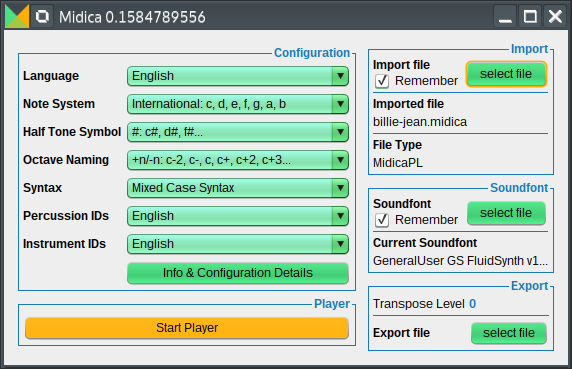 Midica 0.1584789556
Configuration
Language English
Note System International: c, d, e, f, g, a, b
Half Tone Symbol #: c#, d#, f#...
Octave Naming +n/-n: c-2, c-, c, c+, c+2, c+3...
Syntax Mixed Case Syntax
Percussion IDs English
Instrument IDs English
Info & Configuration Details
Player
Start Player
Import
Import file
Remember
select file
Imported file
billie-jean.midica
File Type
MidicaPL
Soundfont
Soundfont
Remember
select file
Current Soundfont
GeneralUser GS FluidSynth v1...
Export
Transpose Level 0
Export file select file